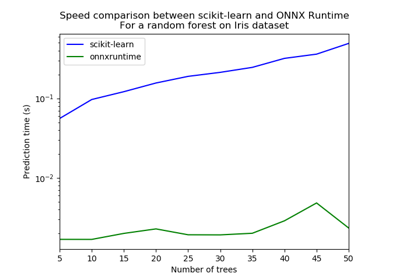 Speed comparison between scikit-learn and ONNX Runtime
For a random forest on Iris dataset
scikit-learn
onnxruntime
Prediction time (s)
10⁻¹
10⁻²
5 10 15 20 25 30 35 40 45 50
Number of trees